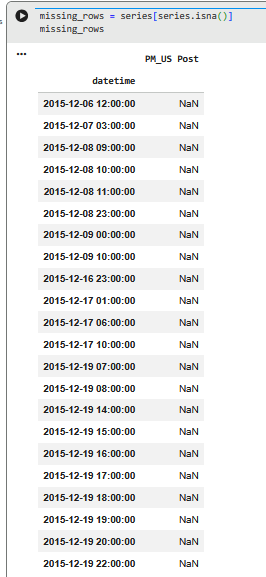 missing_rows = series[series.isna()]
missing_rows
...
PM_US Post
datetime
2015-12-06 12:00:00 NaN
2015-12-07 03:00:00 NaN
2015-12-08 09:00:00 NaN
2015-12-08 10:00:00 NaN
2015-12-08 11:00:00 NaN
2015-12-08 23:00:00 NaN
2015-12-09 00:00:00 NaN
2015-12-09 10:00:00 NaN
2015-12-16 23:00:00 NaN
2015-12-17 01:00:00 NaN
2015-12-17 06:00:00 NaN
2015-12-17 10:00:00 NaN
2015-12-19 07:00:00 NaN
2015-12-19 08:00:00 NaN
2015-12-19 14:00:00 NaN
2015-12-19 15:00:00 NaN
2015-12-19 16:00:00 NaN
2015-12-19 17:00:00 NaN
2015-12-19 18:00:00 NaN
2015-12-19 19:00:00 NaN
2015-12-19 20:00:00 NaN
2015-12-19 22:00:00 NaN